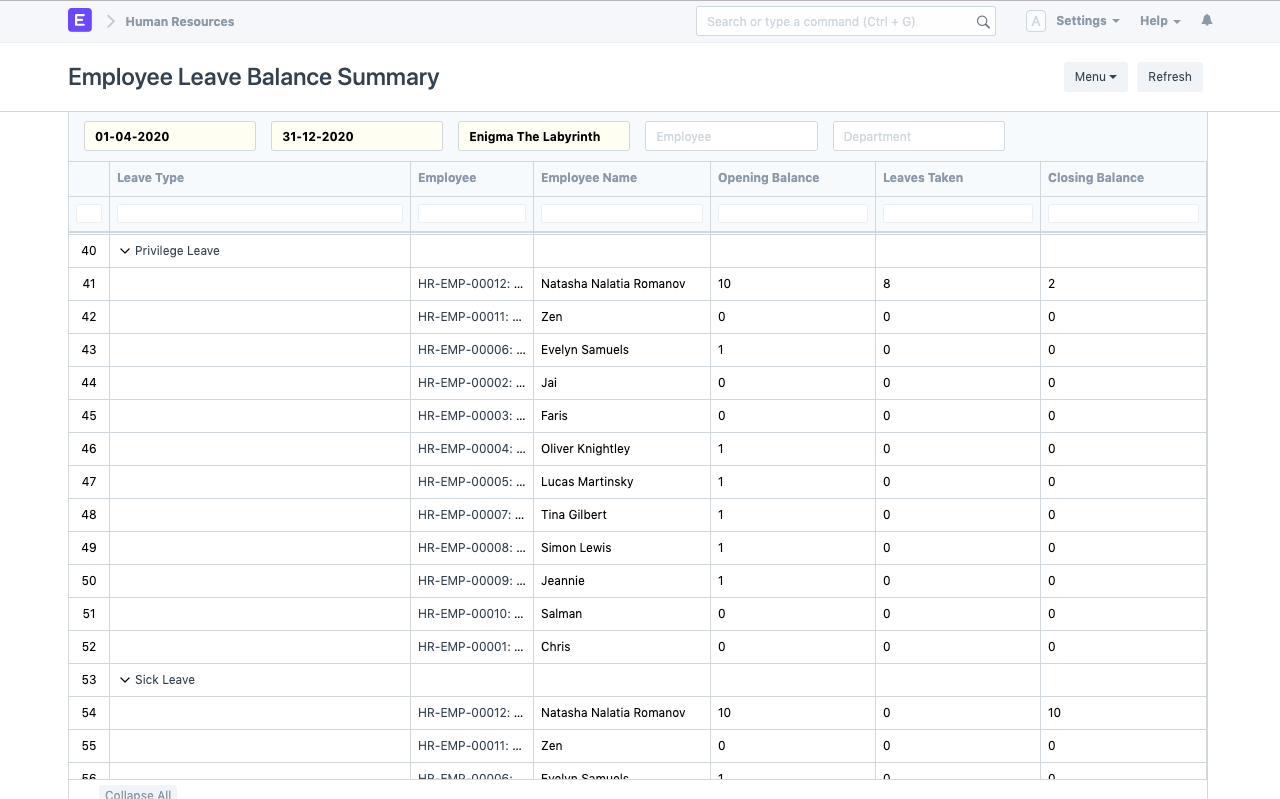 E Human Resources Search or type a command (Ctrl + G) A Settings Help
Employee Leave Balance Summary Menu Refresh
01-04-2020 31-12-2020 Enigma The Labyrinth Employee Department
Leave Type Employee Employee Name Opening Balance Leaves Taken Closing Balance
40 Privilege Leave
41 HR-EMP-00012: ... Natasha Nalatia Romanov 10 8 2
42 HR-EMP-00011: ... Zen 0 0 0
43 HR-EMP-00006: ... Evelyn Samuels 1 0 0
44 HR-EMP-00002: ... Jai 0 0 0
45 HR-EMP-00003: ... Faris 0 0 0
46 HR-EMP-00004: ... Oliver Knightley 1 0 0
47 HR-EMP-00005: ... Lucas Martinsky 1 0 0
48 HR-EMP-00007: ... Tina Gilbert 1 0 0
49 HR-EMP-00008: ... Simon Lewis 1 0 0
50 HR-EMP-00009: ... Jeannie 1 0 0
51 HR-EMP-00010: ... Salman 0 0 0
52 HR-EMP-00001: ... Chris 0 0 0
53 Sick Leave
54 HR-EMP-00012: ... Natasha Nalatia Romanov 10 0 10
55 HR-EMP-00011: ... Zen 0 0 0
56 HR-EMP-00006: Evelyn Samuels 1 0 0
Collapse All